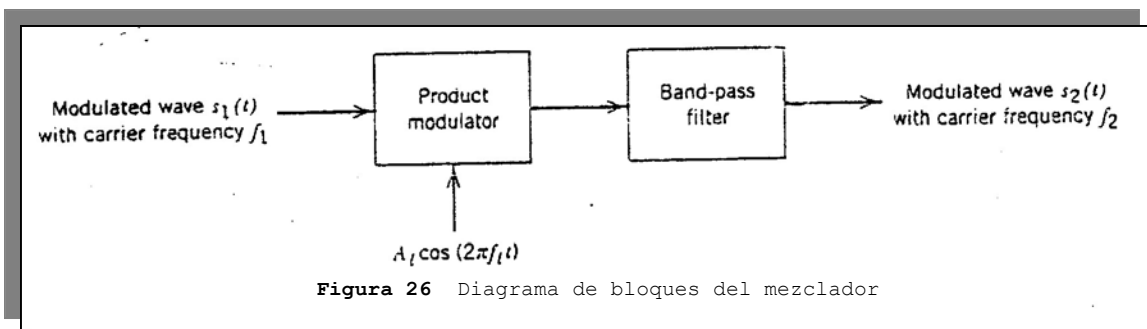 Modulated wave s₁(t)
with carrier frequency f₁
Product
modulator
Band-pass
filter
Modulated wave s₂(t)
with carrier frequency f₂
Aₗ cos (2πfₗt)
Figura 26 Diagrama de bloques del mezclador